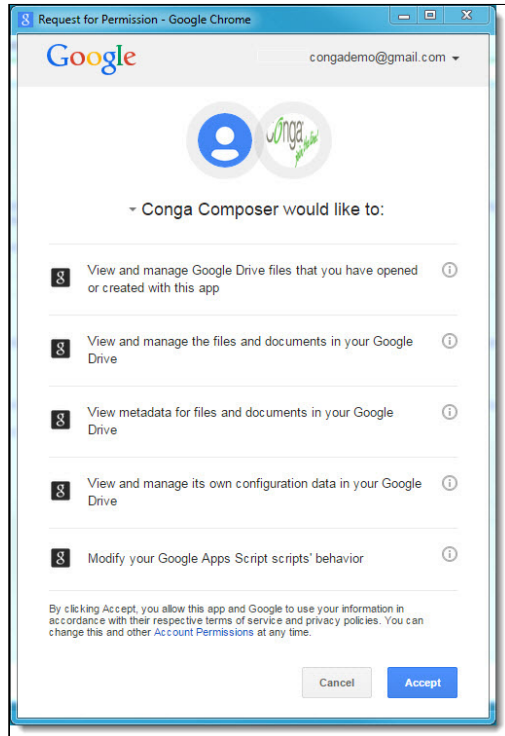 Request for Permission - Google Chrome
Google
congademo@gmail.com
Conga
Conga Composer would like to:
View and manage Google Drive files that you have opened
or created with this app
View and manage the files and documents in your Google
Drive
View metadata for files and documents in your Google
Drive
View and manage its own configuration data in your Google
Drive
Modify your Google Apps Script scripts' behavior
By clicking Accept, you allow this app and Google to use your information in
accordance with their respective terms of service and privacy policies. You can
change this and other Account Permissions at any time.
Cancel
Accept